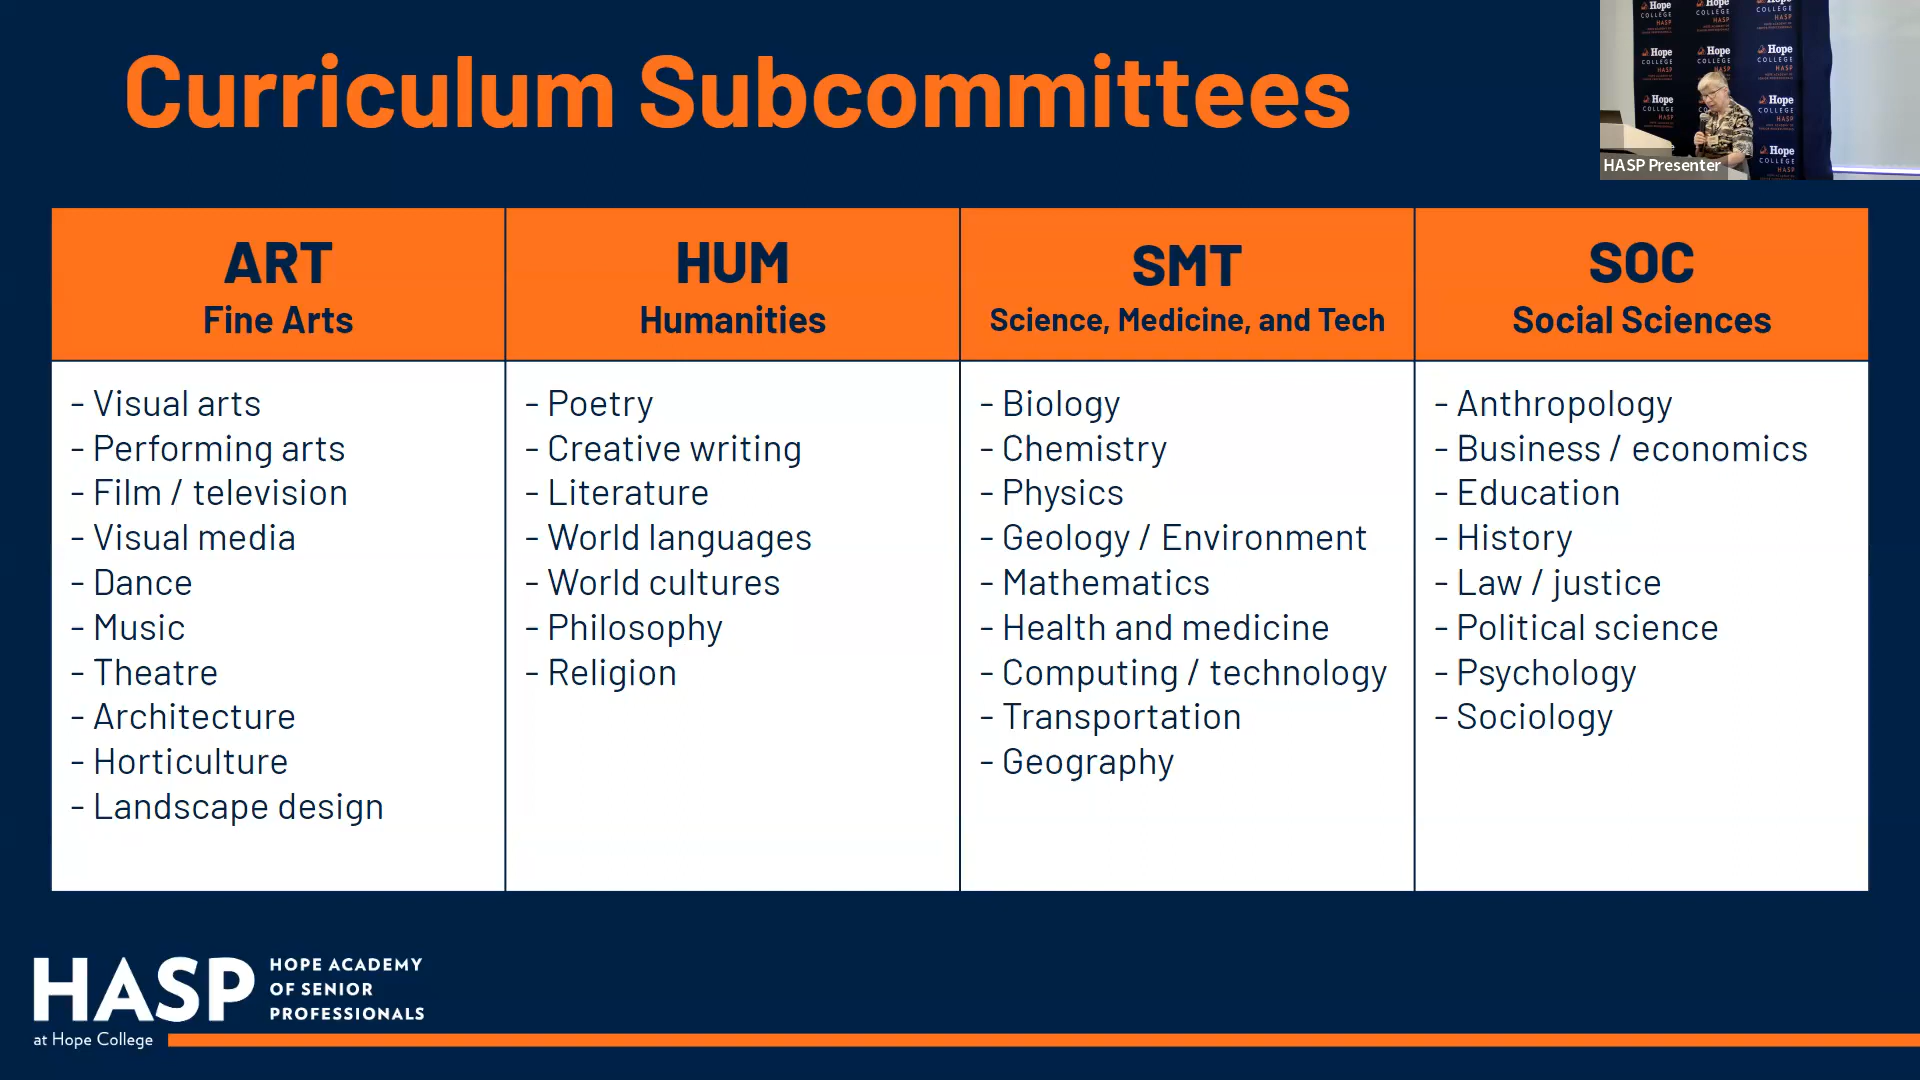 Curriculum Subcommittees
HASP Presenter
Hope
COLLEGE
HASP
ART
Fine Arts
HUM
Humanities
SMT
Science, Medicine, and Tech
SOC
Social Sciences
- Visual arts
- Performing arts
- Film / television
- Visual media
- Dance
- Music
- Theatre
- Architecture
- Horticulture
- Landscape design
- Poetry
- Creative writing
- Literature
- World languages
- World cultures
- Philosophy
- Religion
- Biology
- Chemistry
- Physics
- Geology / Environment
- Mathematics
- Health and medicine
- Computing / technology
- Transportation
- Geography
- Anthropology
- Business / economics
- Education
- History
- Law / justice
- Political science
- Psychology
- Sociology
HASP
HOPE ACADEMY
OF SENIOR
PROFESSIONALS
at Hope College